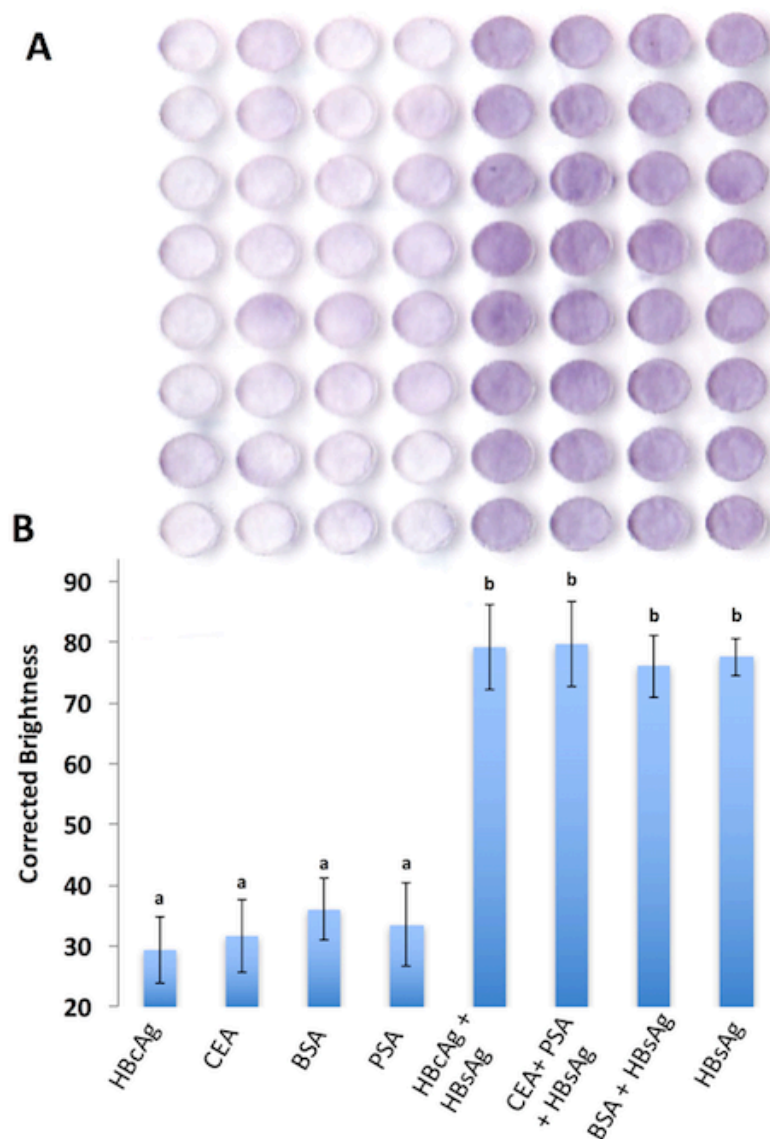 A
B
Corrected Brightness
90
80
70
60
50
40
30
20
a
a
a
a
b
b
b
b
HBcAg
CEA
BSA
PSA
HBcAg +
HBsAg
CEA+ PSA
+ HBsAg
BSA + HBsAg
HBsAg